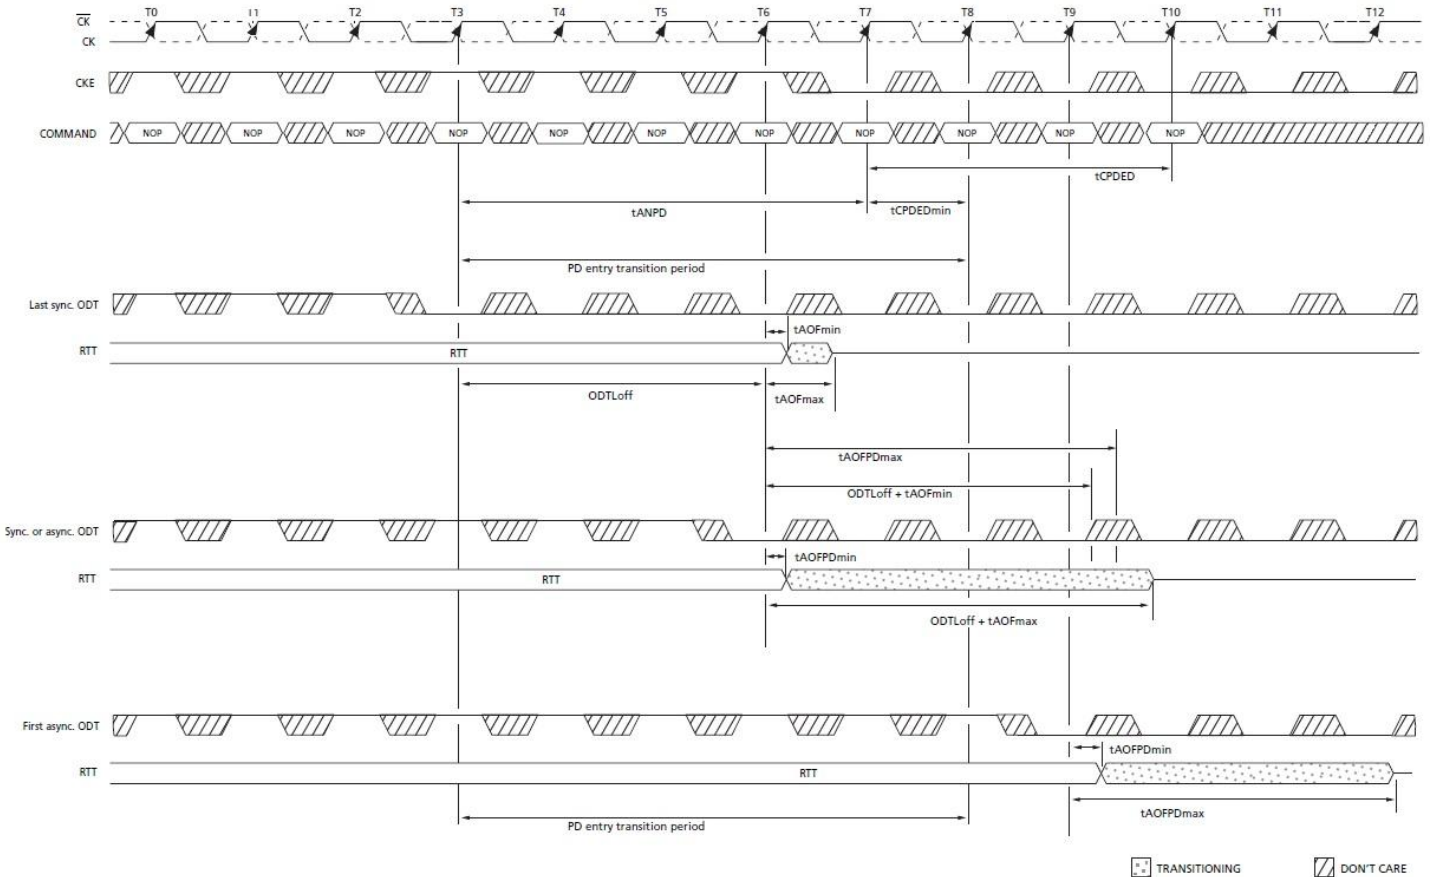 T0 T1 T2 T3 T4 T5 T6 T7 T8 T9 T10 T11 T12
CK
CK
CKE
COMMAND NOP NOP NOP NOP NOP NOP NOP NOP NOP NOP NOP
tCPDED
tANPD tCPDEDmin
PD entry transition period
Last sync. ODT
tAOFmin
RTT RTT
ODTLoff tAOFmax
tAOFPDmax
ODTLoff + tAOFmin
Sync. or async. ODT
tAOFPDmin
RTT RTT
ODTLoff + tAOFmax
First async. ODT
tAOFPDmin
RTT RTT
tAOFPDmax
PD entry transition period
TRANSITIONING DON'T CARE